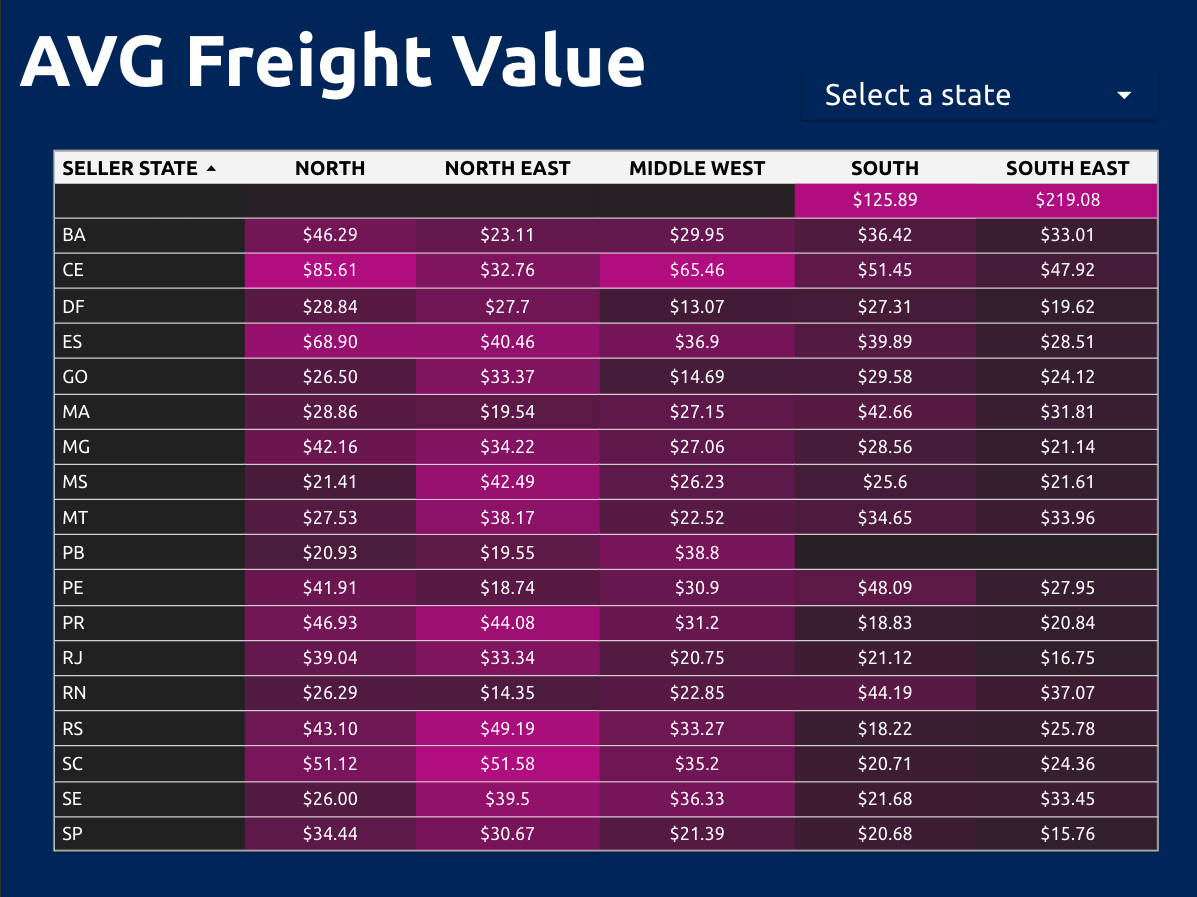 AVG Freight Value
Select a state
SELLER STATE NORTH NORTH EAST MIDDLE WEST SOUTH SOUTH EAST
$125.89 $219.08
BA $46.29 $23.11 $29.95 $36.42 $33.01
CE $85.61 $32.76 $65.46 $51.45 $47.92
DF $28.84 $27.7 $13.07 $27.31 $19.62
ES $68.90 $40.46 $36.9 $39.89 $28.51
GO $26.50 $33.37 $14.69 $29.58 $24.12
MA $28.86 $19.54 $27.15 $42.66 $31.81
MG $42.16 $34.22 $27.06 $28.56 $21.14
MS $21.41 $42.49 $26.23 $25.6 $21.61
MT $27.53 $38.17 $22.52 $34.65 $33.96
PB $20.93 $19.55 $38.8
PE $41.91 $18.74 $30.9 $48.09 $27.95
PR $46.93 $44.08 $31.2 $18.83 $20.84
RJ $39.04 $33.34 $20.75 $21.12 $16.75
RN $26.29 $14.35 $22.85 $44.19 $37.07
RS $43.10 $49.19 $33.27 $18.22 $25.78
SC $51.12 $51.58 $35.2 $20.71 $24.36
SE $26.00 $39.5 $36.33 $21.68 $33.45
SP $34.44 $30.67 $21.39 $20.68 $15.76